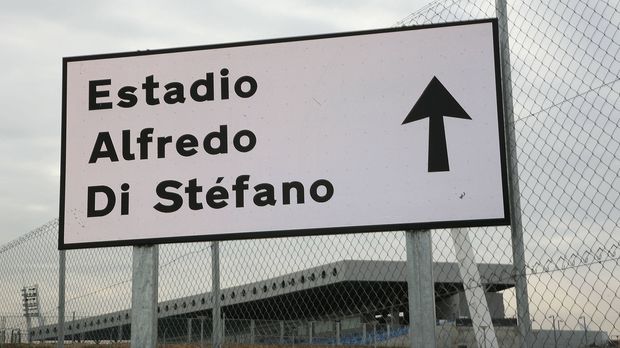 Estadio
Alfredo
Di Stéfano